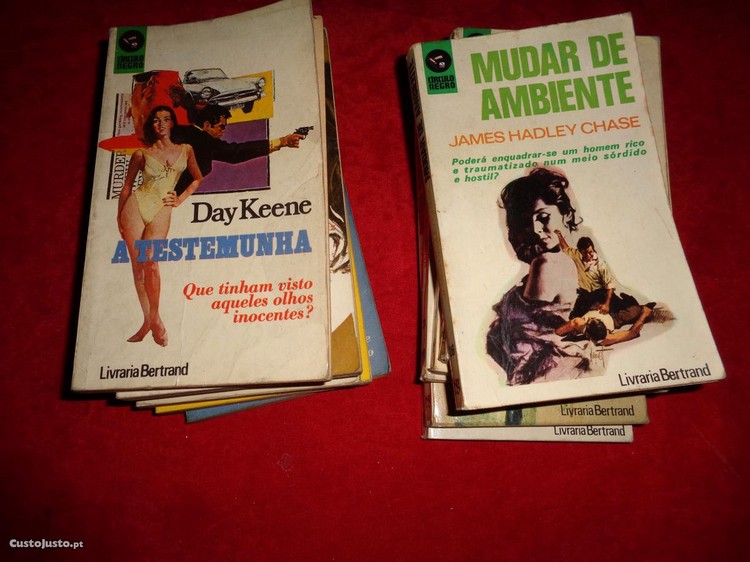 CÍRCULO
NEGRO
MURDER
Day Keene
A TESTEMUNHA
Que tinham visto
aqueles olhos
inocentes?
Livraria Bertrand
CÍRCULO
NEGRO
MUDAR DE
AMBIENTE
JAMES HADLEY CHASE
Poderá enquadrar-se um homem rico
e traumatizado num meio sórdido
e hostil?
Livraria Bertrand
Livraria Bertrand
Livraria Bertrand
CustoJusto.pt